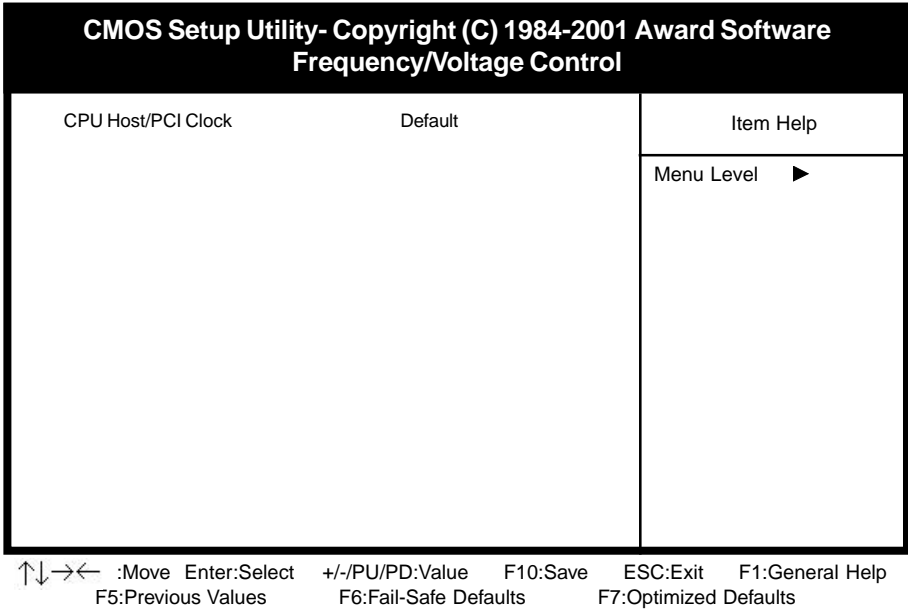 CMOS Setup Utility- Copyright (C) 1984-2001 Award Software
Frequency/Voltage Control
CPU Host/PCI Clock Default
Item Help
Menu Level ▶
↑↓→← :Move Enter:Select +/-/PU/PD:Value F10:Save ESC:Exit F1:General Help
F5:Previous Values F6:Fail-Safe Defaults F7:Optimized Defaults